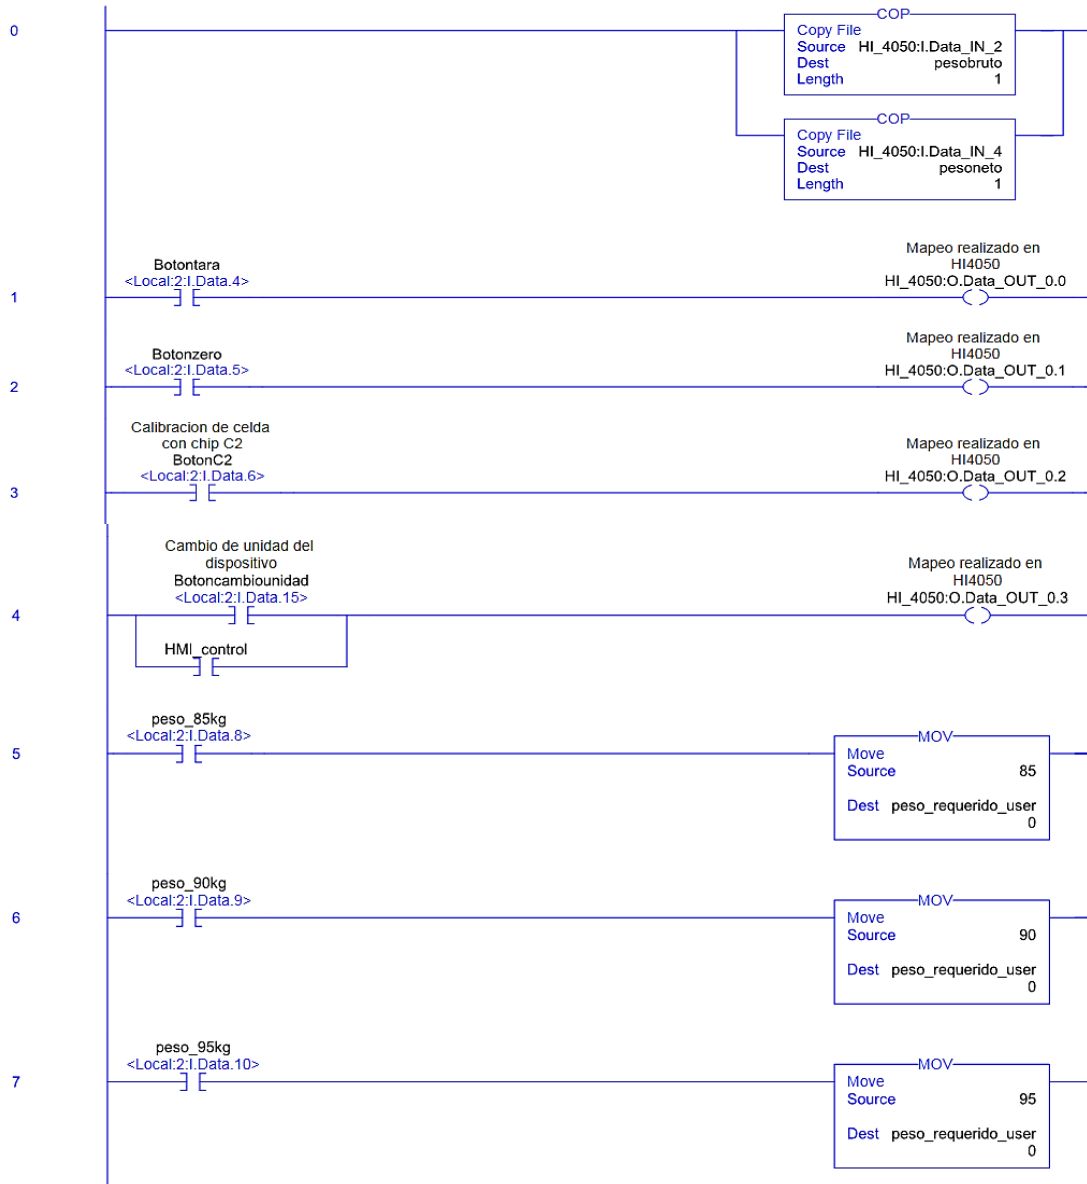 0
COP
Copy File
Source HI_4050:I.Data_IN_2
Dest pesobruto
Length 1
COP
Copy File
Source HI_4050:I.Data_IN_4
Dest pesoneto
Length 1
1
Botontara
<Local:2:I.Data.4>
Mapeo realizado en
HI4050
HI_4050:O.Data_OUT_0.0
2
Botonzero
<Local:2:I.Data.5>
Mapeo realizado en
HI4050
HI_4050:O.Data_OUT_0.1
3
Calibracion de celda
con chip C2
BotonC2
<Local:2:I.Data.6>
Mapeo realizado en
HI4050
HI_4050:O.Data_OUT_0.2
4
Cambio de unidad del
dispositivo
Botoncambiounidad
<Local:2:I.Data.15>
HMI_control
Mapeo realizado en
HI4050
HI_4050:O.Data_OUT_0.3
5
peso_85kg
<Local:2:I.Data.8>
MOV
Move
Source 85
Dest peso_requerido_user
0
6
peso_90kg
<Local:2:I.Data.9>
MOV
Move
Source 90
Dest peso_requerido_user
0
7
peso_95kg
<Local:2:I.Data.10>
MOV
Move
Source 95
Dest peso_requerido_user
0